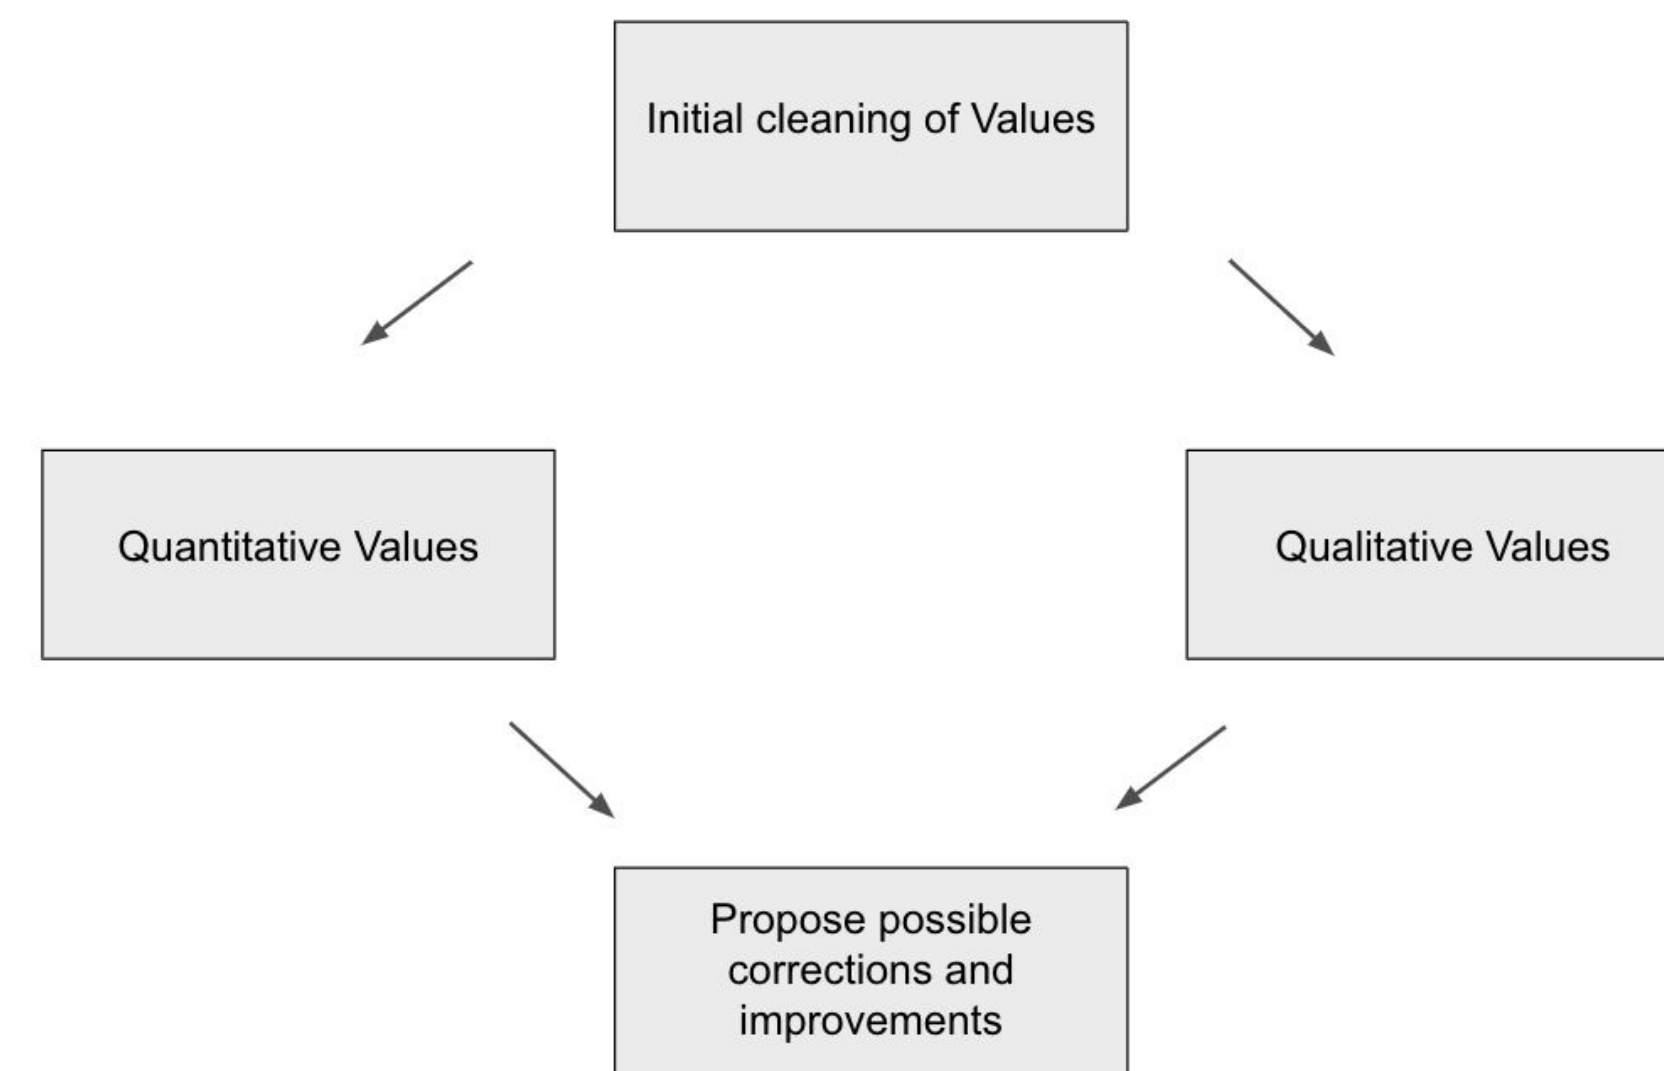 Initial cleaning of Values
Quantitative Values
Qualitative Values
Propose possible
corrections and
improvements